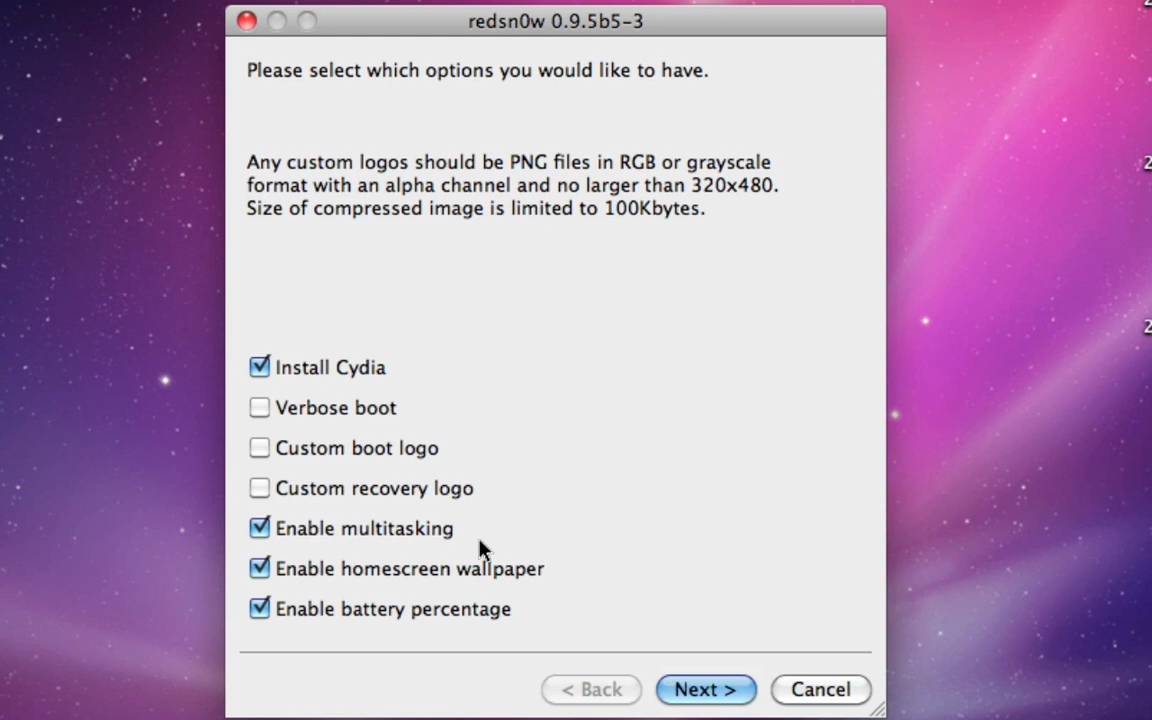 redsn0w 0.9.5b5-3
Please select which options you would like to have.
Any custom logos should be PNG files in RGB or grayscale
format with an alpha channel and no larger than 320x480.
Size of compressed image is limited to 100Kbytes.
Install Cydia
Verbose boot
Custom boot logo
Custom recovery logo
Enable multitasking
Enable homescreen wallpaper
Enable battery percentage
< Back Next > Cancel